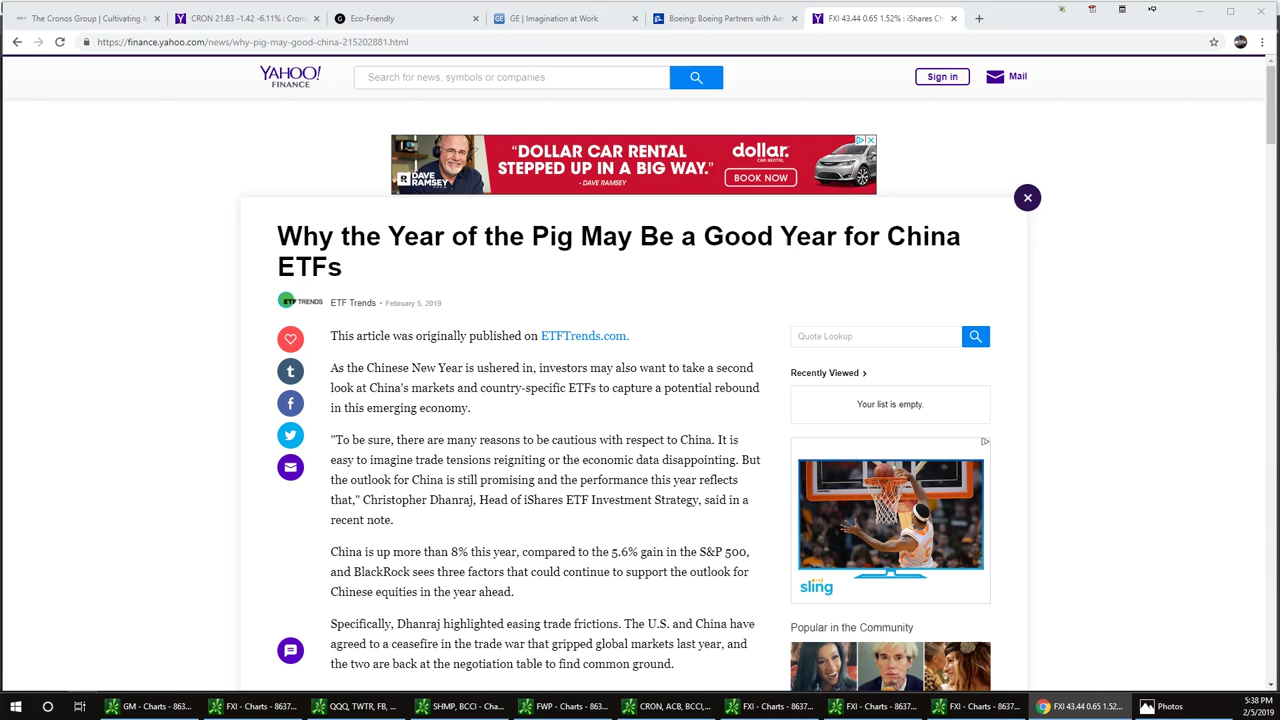 The Cronos Group | Cultivating
CRON 21.83 -1.42 -6.11% : Cron
Eco-Friendly
GE | Imagination at Work
Boeing: Boeing Partners with Ae
FXI 43.44 0.65 1.52% : iShares Ch
https://finance.yahoo.com/news/why-pig-may-good-china-215202881.html
YAHOO!
FINANCE
Search for news, symbols or companies
Sign in
Mail
DAVE
RAMSEY
“DOLLAR CAR RENTAL
STEPPED UP IN A BIG WAY.”
- DAVE RAMSEY
dollar.
CAR RENTAL
BOOK NOW
Why the Year of the Pig May Be a Good Year for China
ETFs
ETF TRENDS
ETF Trends • February 5, 2019
This article was originally published on ETFTrends.com.
As the Chinese New Year is ushered in, investors may also want to take a second
look at China's markets and country-specific ETFs to capture a potential rebound
in this emerging economy.
"To be sure, there are many reasons to be cautious with respect to China. It is
easy to imagine trade tensions reigniting or the economic data disappointing. But
the outlook for China is still promising and the performance this year reflects
that," Christopher Dhanraj, Head of iShares ETF Investment Strategy, said in a
recent note.
China is up more than 8% this year, compared to the 5.6% gain in the S&P 500,
and BlackRock sees three factors that could continue to support the outlook for
Chinese equities in the year ahead.
Specifically, Dhanraj highlighted easing trade frictions. The U.S. and China have
agreed to a ceasefire in the trade war that gripped global markets last year, and
the two are back at the negotiation table to find common ground.
Quote Lookup
Recently Viewed
Your list is empty.
sling
Popular in the Community
GM - Charts - 863...
FXI - Charts - 8637...
QQQ, TWTR, FB, ...
SHMP, BCCI - Char...
FWP - Charts - 863...
CRON, ACB, BCCI,...
FXI - Charts - 8637...
FXI - Charts - 8637...
FXI - Charts - 8637...
FXI 43.44 0.65 1.52...
Photos
5:38 PM
2/5/2019